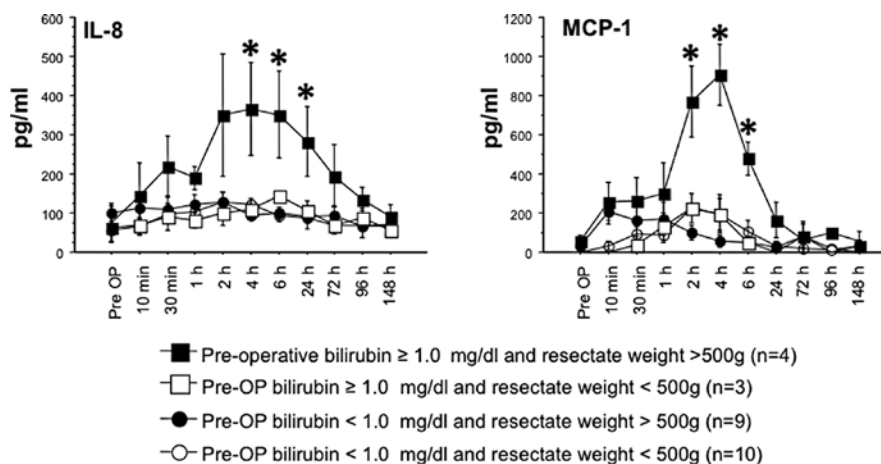 IL-8
pg/ml
600
500
400
300
200
100
0
* * *
Pre OP
10 min
30 min
1 h
2 h
4 h
6 h
24 h
72 h
96 h
148 h
MCP-1
pg/ml
1200
1000
800
600
400
200
0
* * *
Pre OP
10 min
30 min
1 h
2 h
4 h
6 h
24 h
72 h
96 h
148 h
Pre-operative bilirubin ≥ 1.0 mg/dl and resectate weight >500g (n=4)
Pre-OP bilirubin ≥ 1.0 mg/dl and resectate weight < 500g (n=3)
Pre-OP bilirubin < 1.0 mg/dl and resectate weight > 500g (n=9)
Pre-OP bilirubin < 1.0 mg/dl and resectate weight < 500g (n=10)